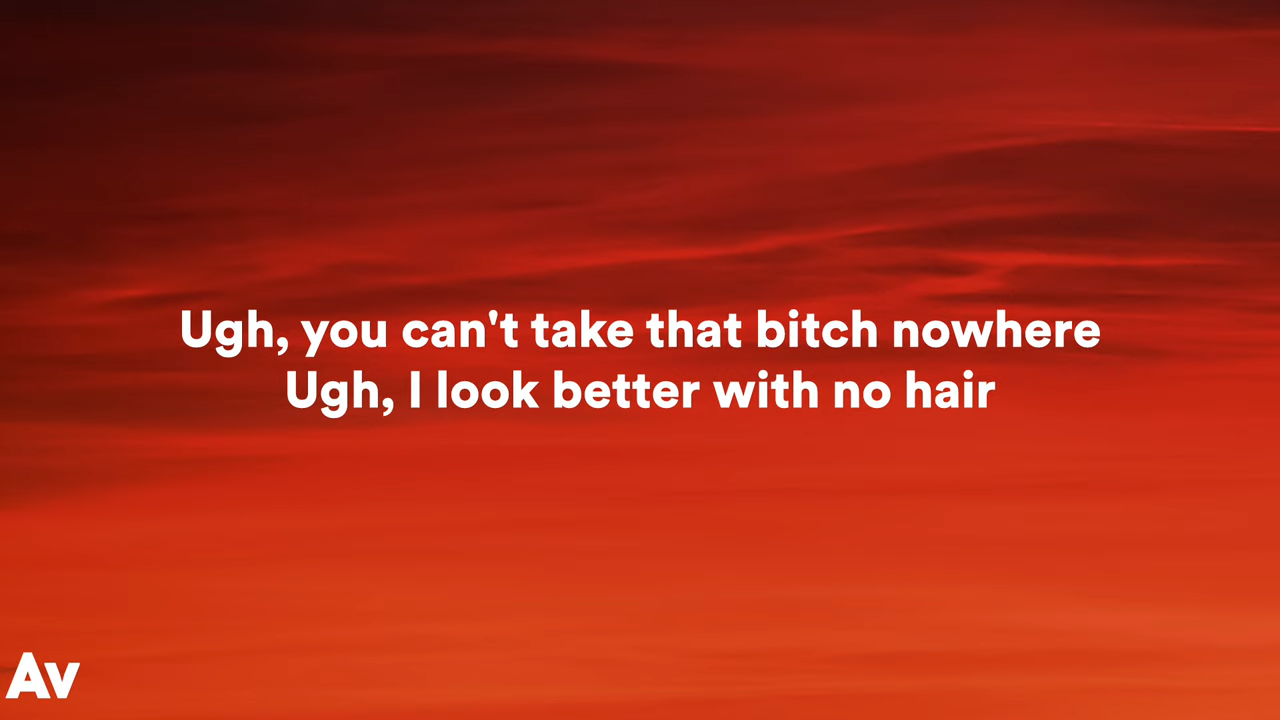 Ugh, you can't take that bitch nowhere
Ugh, I look better with no hair
Av